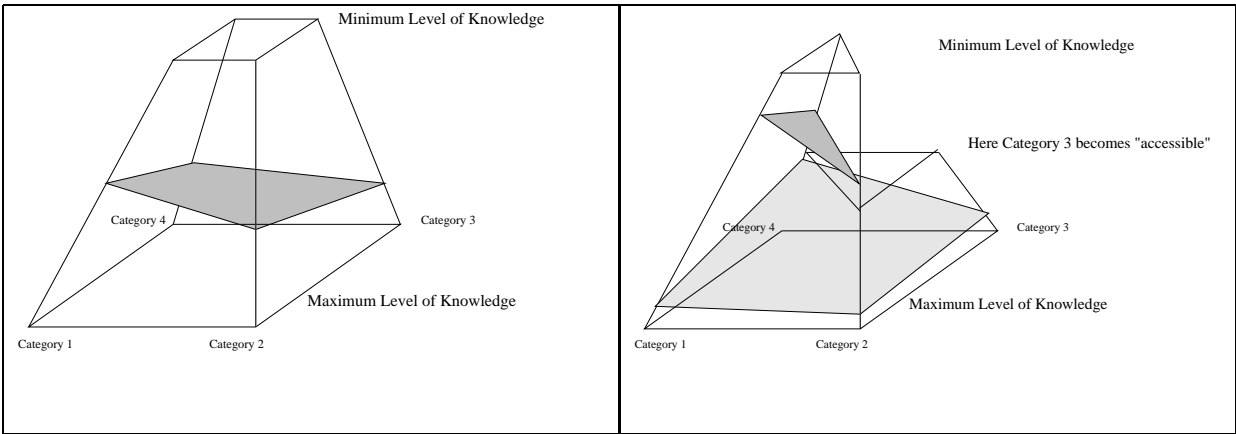 Minimum Level of Knowledge
Category 4
Category 3
Maximum Level of Knowledge
Category 1
Category 2
Minimum Level of Knowledge
Here Category 3 becomes "accessible"
Category 4
Category 3
Maximum Level of Knowledge
Category 1
Category 2